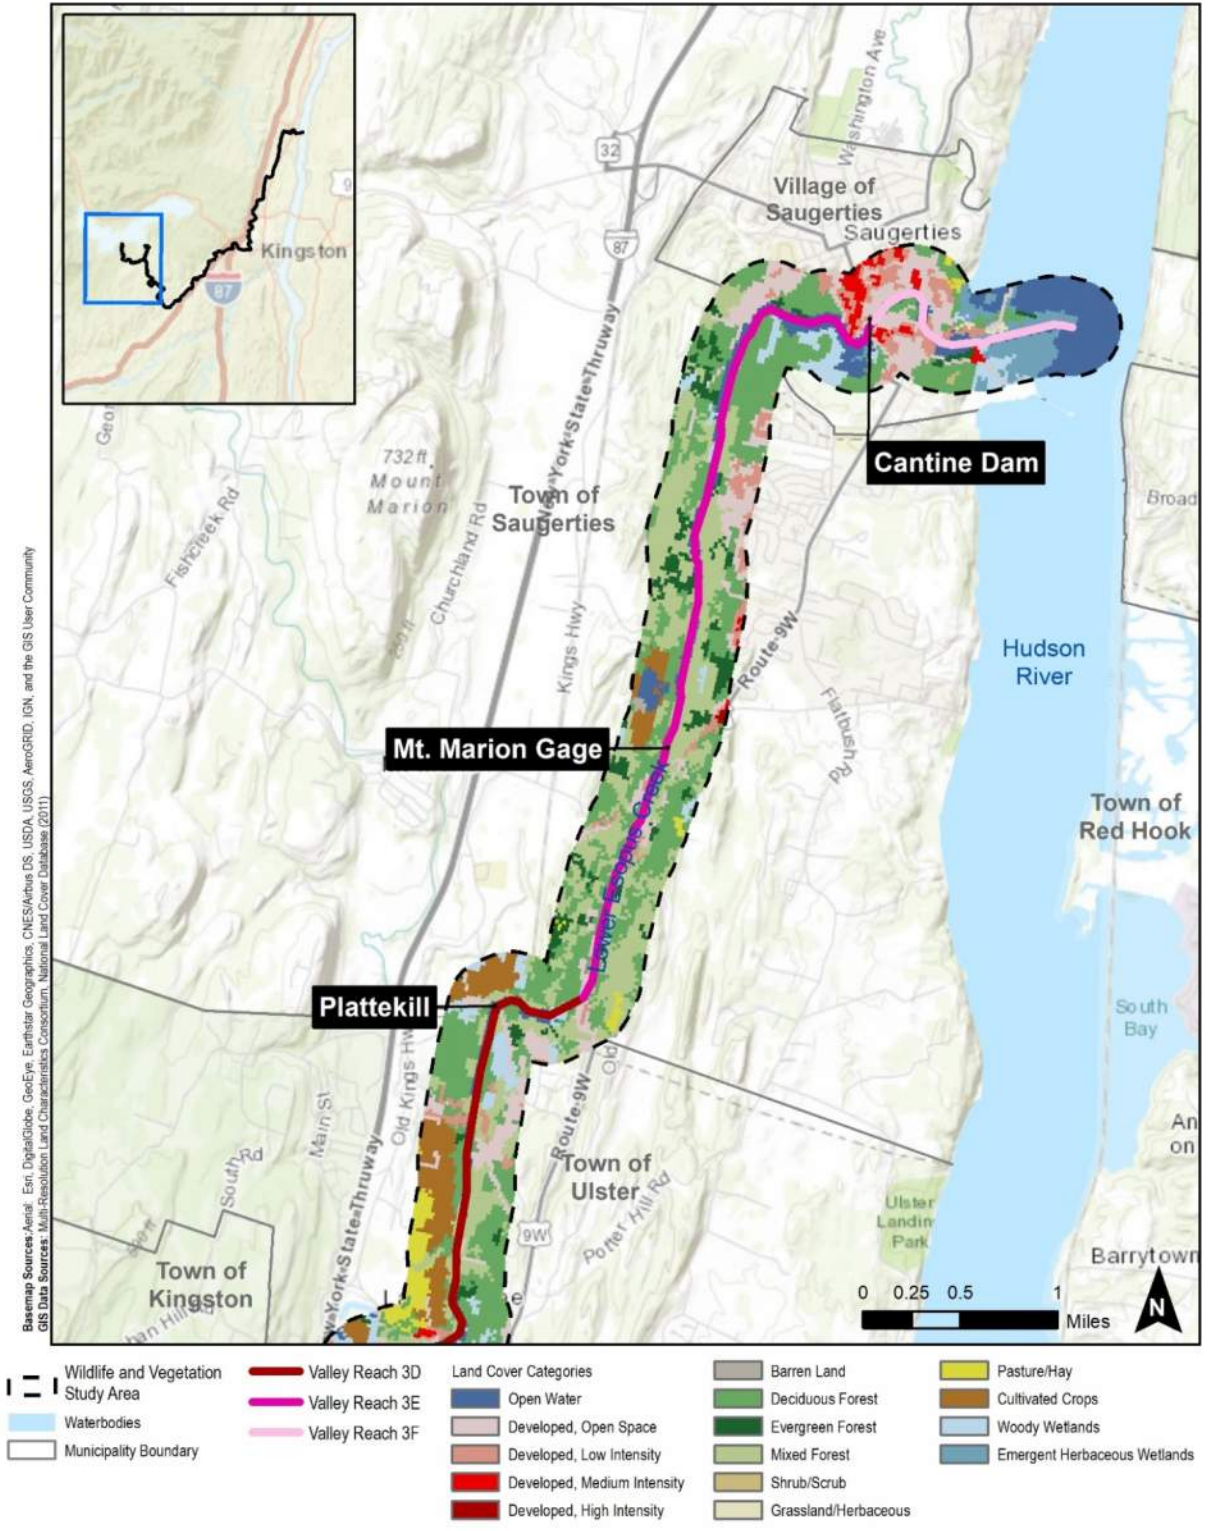 Kingston
87
9
32
Washington Ave
Village of
Saugerties
Saugerties
87
New York State Thruway
Cantine Dam
732 ft
Mount
Marion
Town of
Saugerties
Broad
Fishcreek Rd
Churchland Rd
250 ft
Kings Hwy
Route 9W
Hudson
River
Flatbush Rd
Mt. Marion Gage
Town of
Red Hook
Lower Esopus Creek
Plattekill
South
Bay
Old Kings Hw
Old
Main St
South Rd
Route 9W
An
on
Town of
Ulster
Potter Hill Rd
9W
Ulster
Landin
Park
Barrytown
Town of
Kingston
York State Thruway
0 0.25 0.5 1
Miles
N
Basemap Sources: Aerial: Esri, DigitalGlobe, GeoEye, Earthstar Geographics, CNES/Airbus DS, USDA, USGS, AeroGRID, IGN, and the GIS User Community
GIS Data Sources: Multi-Resolution Land Characteristics Consortium, National Land Cover Database (2011)
Wildlife and Vegetation
Study Area
Waterbodies
Municipality Boundary
Valley Reach 3D
Valley Reach 3E
Valley Reach 3F
Land Cover Categories
Open Water
Developed, Open Space
Developed, Low Intensity
Developed, Medium Intensity
Developed, High Intensity
Barren Land
Deciduous Forest
Evergreen Forest
Mixed Forest
Shrub/Scrub
Grassland/Herbaceous
Pasture/Hay
Cultivated Crops
Woody Wetlands
Emergent Herbaceous Wetlands